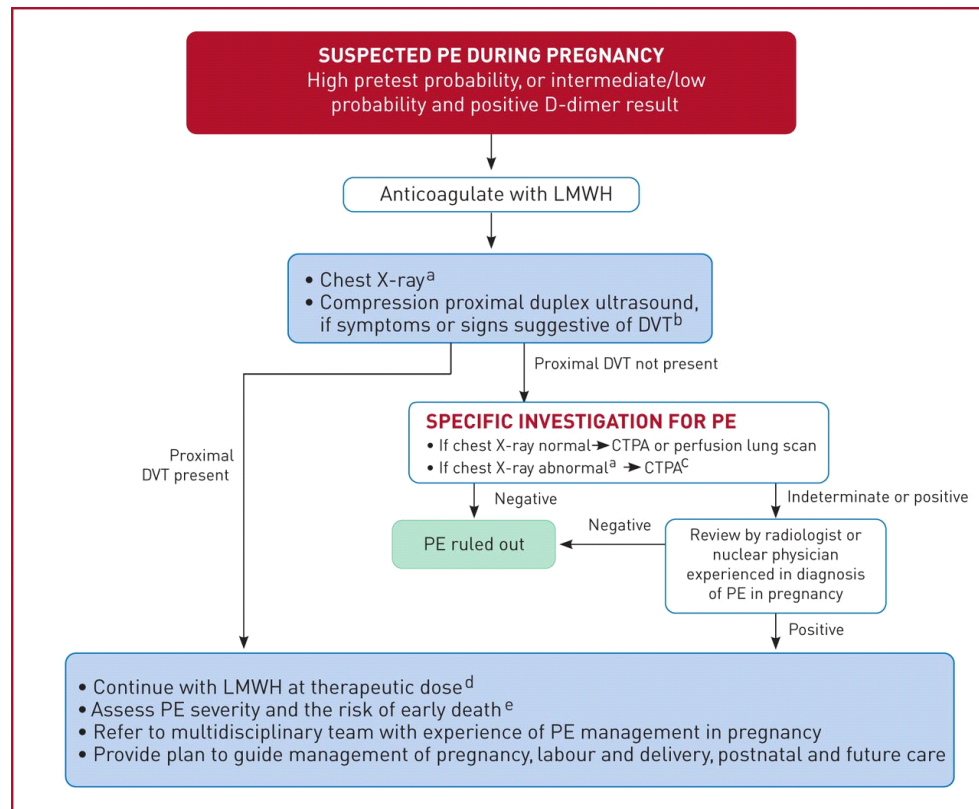 SUSPECTED PE DURING PREGNANCY
High pretest probability, or intermediate/low
probability and positive D-dimer result
Anticoagulate with LMWH
• Chest X-rayᵃ
• Compression proximal duplex ultrasound,
if symptoms or signs suggestive of DVTᵇ
Proximal DVT not present
Proximal
DVT present
SPECIFIC INVESTIGATION FOR PE
• If chest X-ray normal→CTPA or perfusion lung scan
• If chest X-ray abnormalᵃ → CTPAᶜ
Negative
Indeterminate or positive
PE ruled out
Negative
Review by radiologist or
nuclear physician
experienced in diagnosis
of PE in pregnancy
Positive
• Continue with LMWH at therapeutic doseᵈ
• Assess PE severity and the risk of early deathᵉ
• Refer to multidisciplinary team with experience of PE management in pregnancy
• Provide plan to guide management of pregnancy, labour and delivery, postnatal and future care